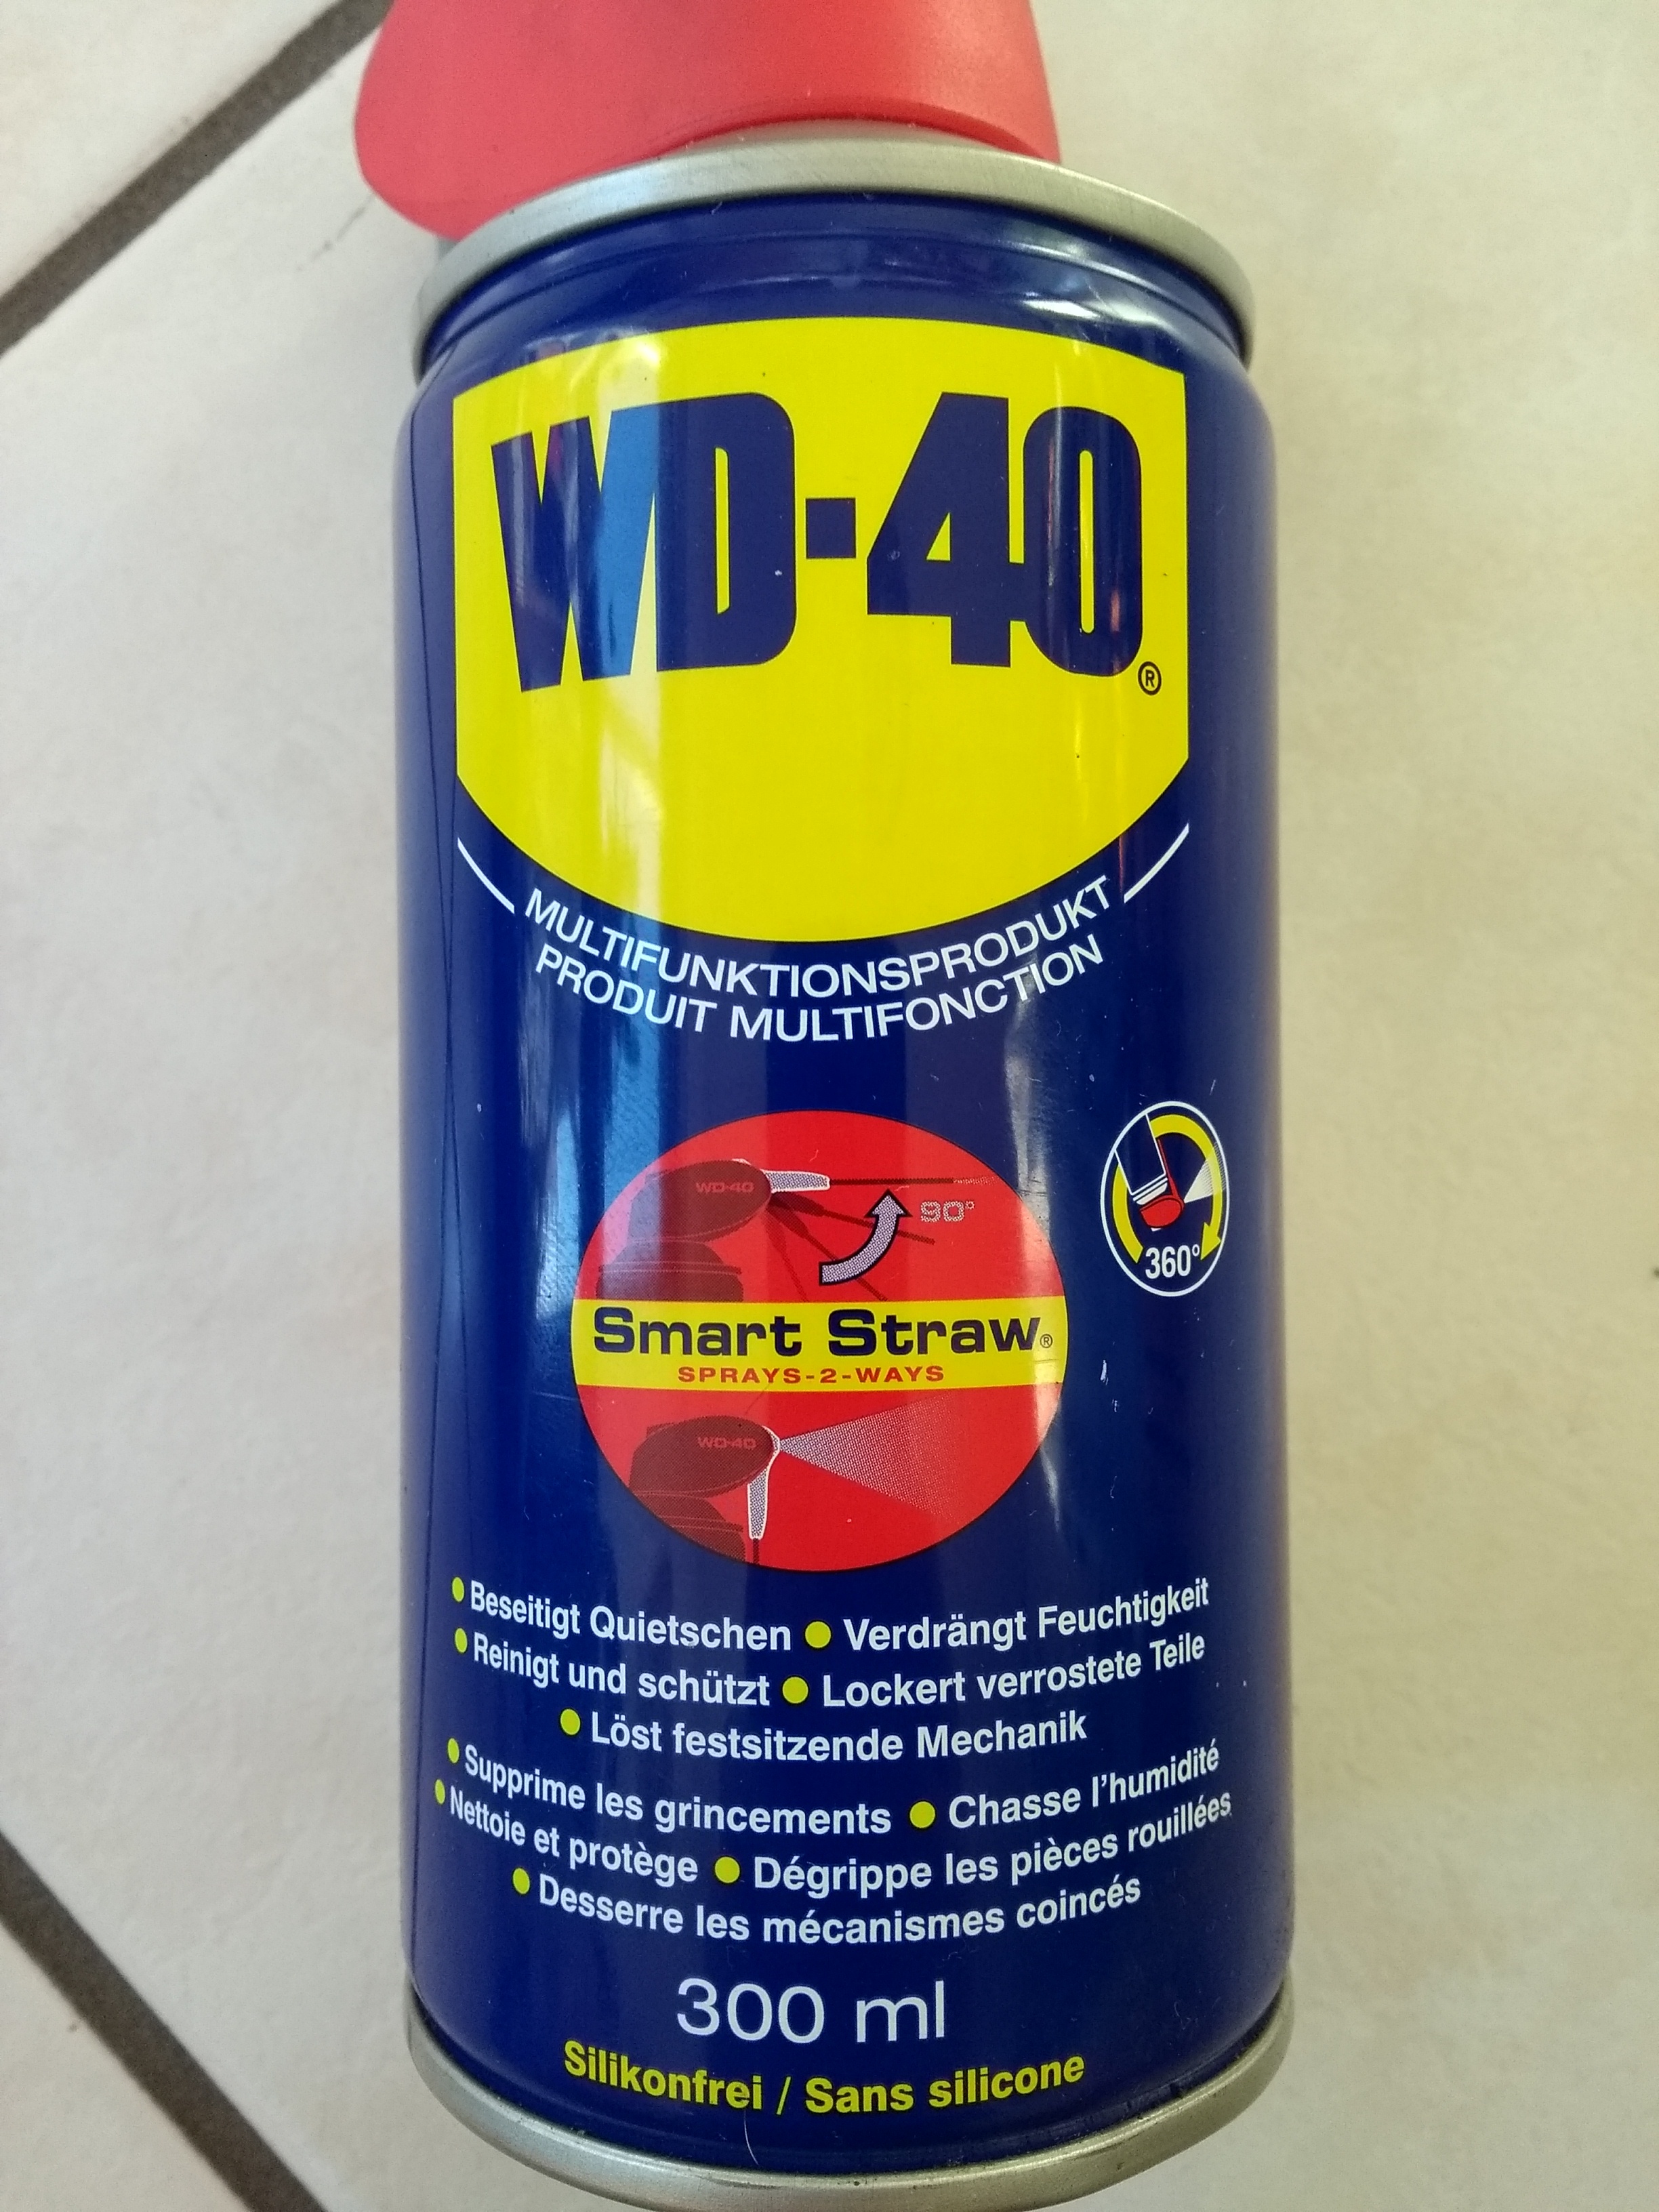 WD-40®
MULTIFUNKTIONSPRODUKT
PRODUIT MULTIFONCTION
WD-40
90°
360°
Smart Straw®
SPRAYS-2-WAYS
WD-40
● Beseitigt Quietschen ● Verdrängt Feuchtigkeit
● Reinigt und schützt ● Lockert verrostete Teile
● Löst festsitzende Mechanik
● Supprime les grincements ● Chasse l'humidité
● Nettoie et protège ● Dégrippe les pièces rouillées
● Desserre les mécanismes coincés
300 ml
Silikonfrei / Sans silicone